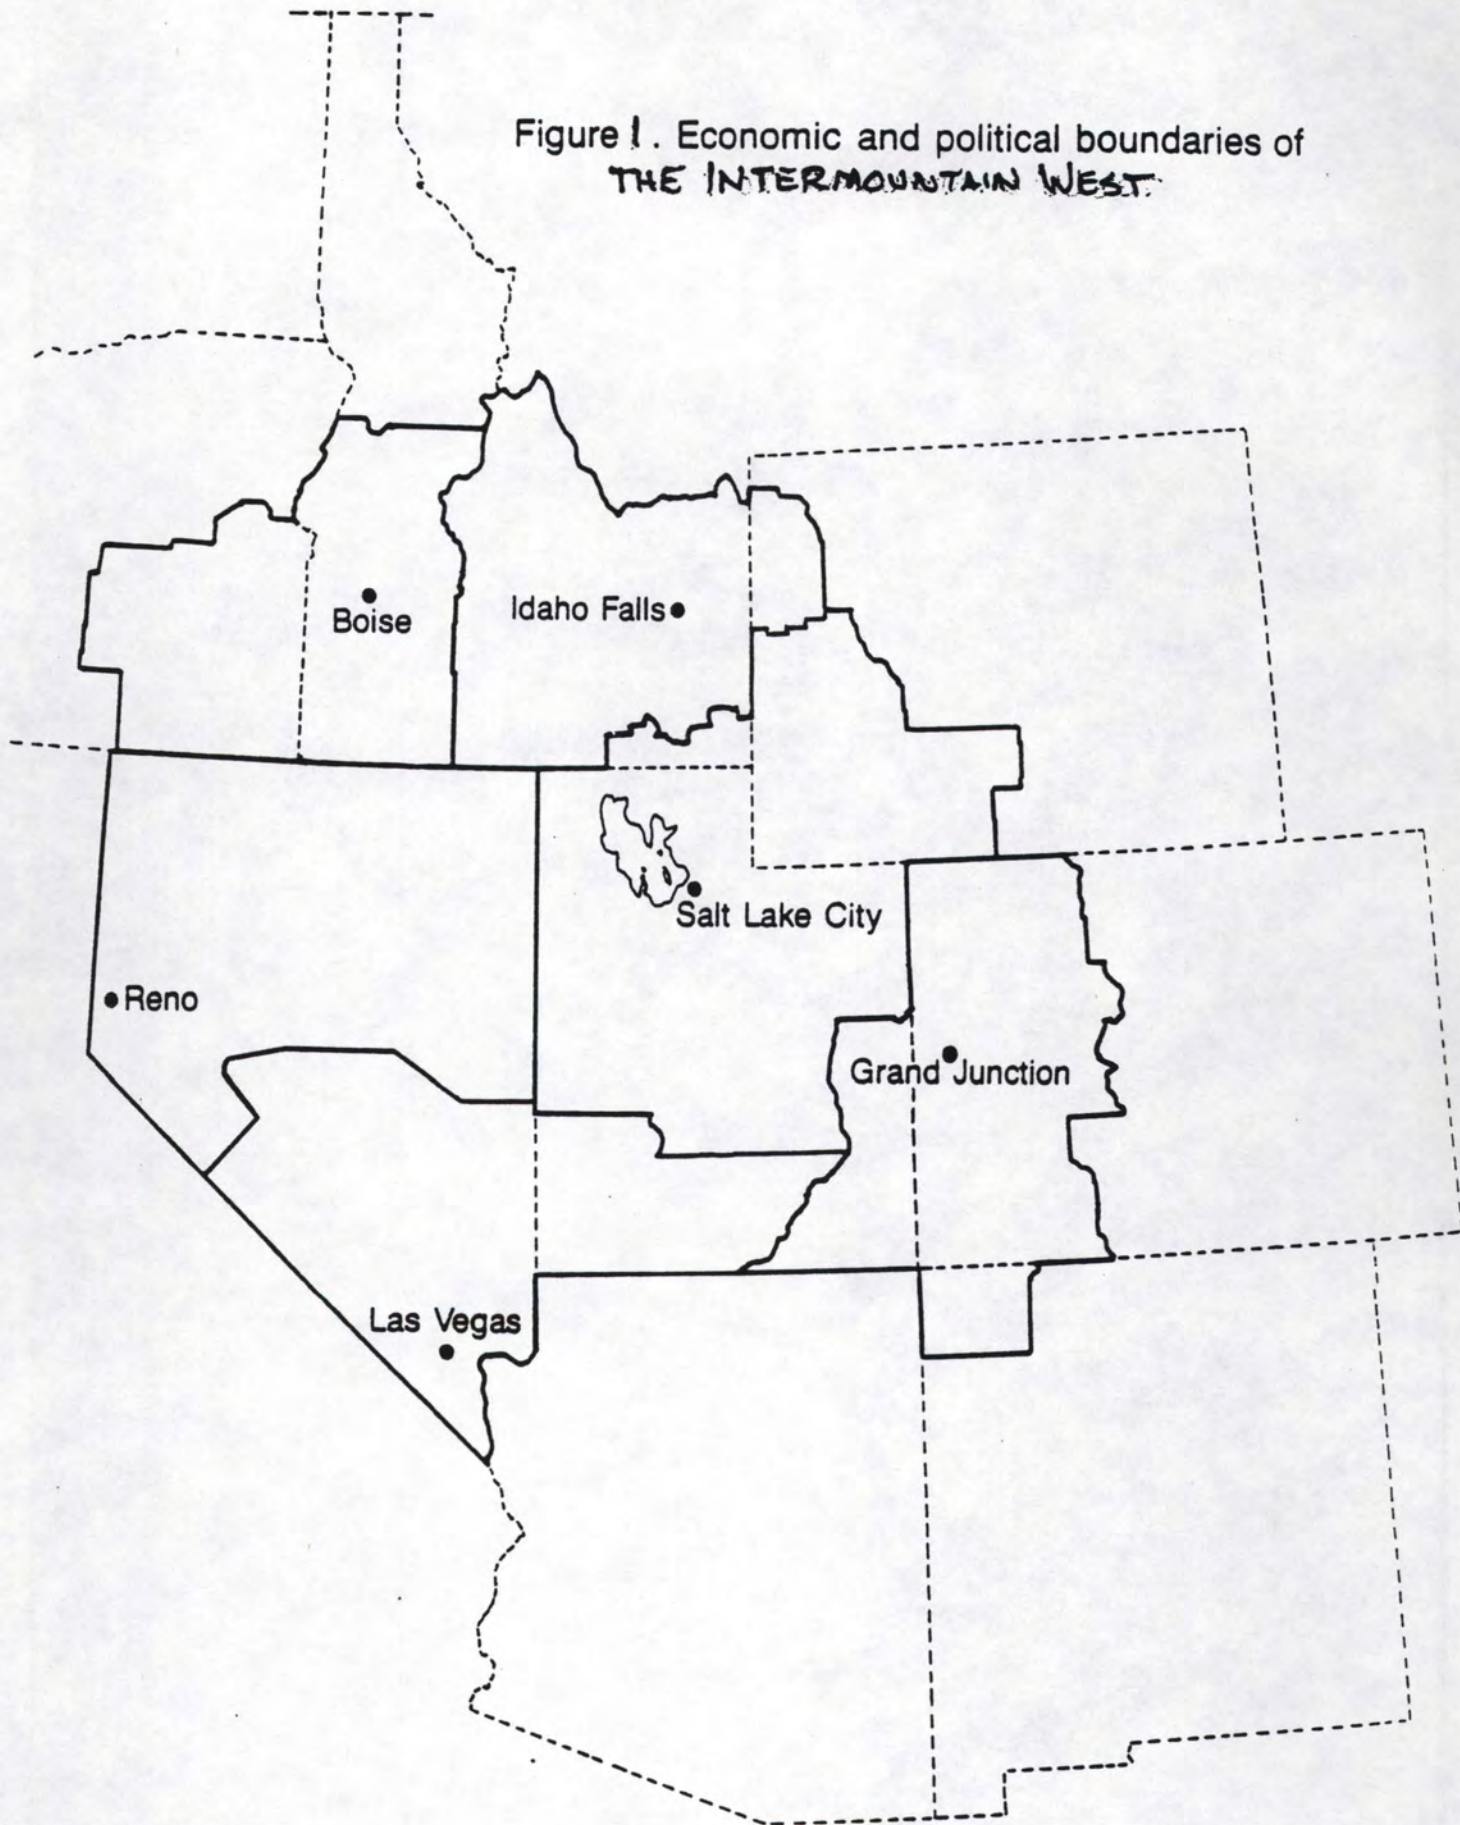 Figure 1. Economic and political boundaries of
THE INTERMOUNTAIN WEST.
Boise
Idaho Falls
Salt Lake City
Reno
Grand Junction
Las Vegas